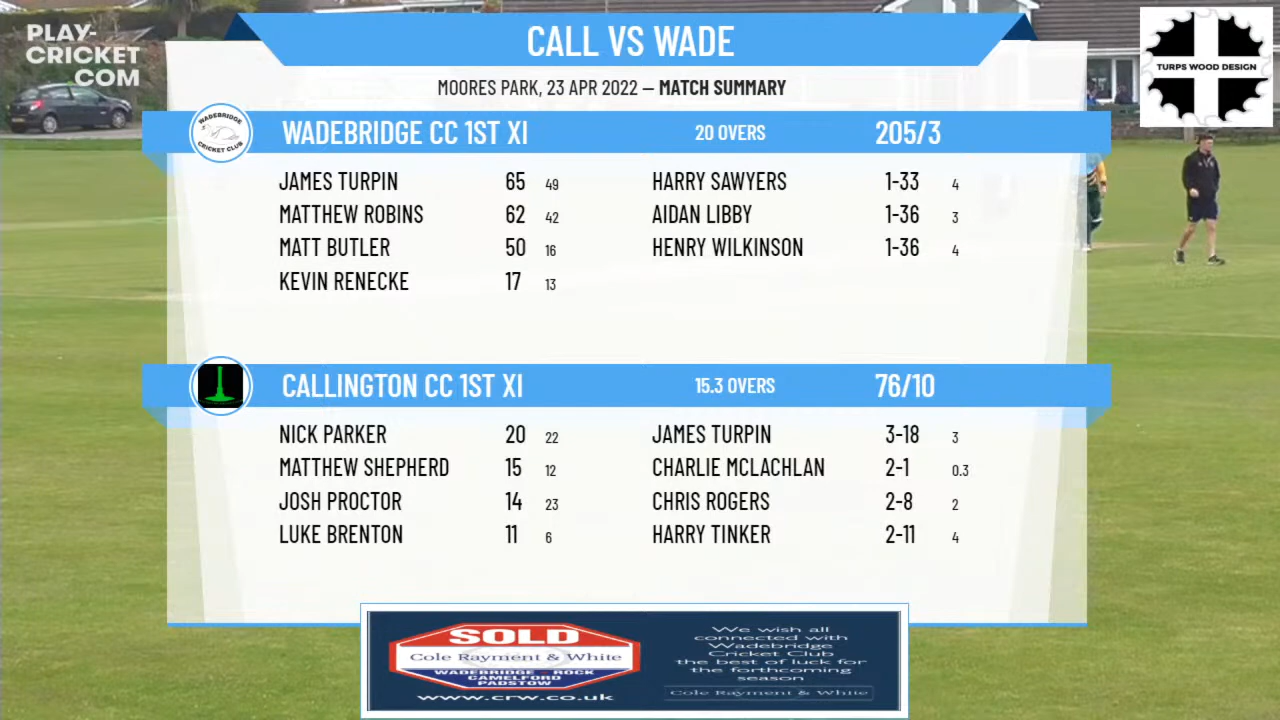 PLAY-
CRICKET
.COM
CALL VS WADE
TURPS WOOD DESIGN
MOORES PARK, 23 APR 2022 – MATCH SUMMARY
WADEBRIDGE
CRICKET CLUB
WADEBRIDGE CC 1ST XI 20 OVERS 205/3
JAMES TURPIN 65 49 HARRY SAWYERS 1-33 4
MATTHEW ROBINS 62 42 AIDAN LIBBY 1-36 3
MATT BUTLER 50 16 HENRY WILKINSON 1-36 4
KEVIN RENECKE 17 13
CALLINGTON CC 1ST XI 15.3 OVERS 76/10
NICK PARKER 20 22 JAMES TURPIN 3-18 3
MATTHEW SHEPHERD 15 12 CHARLIE MCLACHLAN 2-1 0.3
JOSH PROCTOR 14 23 CHRIS ROGERS 2-8 2
LUKE BRENTON 11 6 HARRY TINKER 2-11 4
SOLD
Cole Rayment & White
WADEBRIDGE ROCK
CAMELFORD
PADSTOW
www.crw.co.uk
We wish all
connected with
Wadebridge
Cricket Club
the best of luck for
the forthcoming
season
Cole Rayment & White